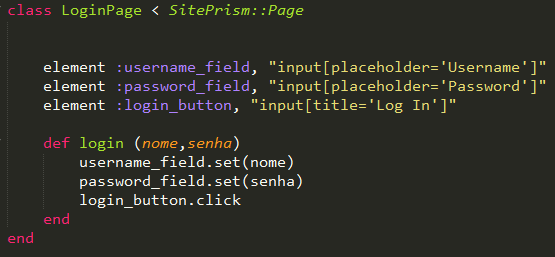 class LoginPage < SitePrism::Page
element :username_field, "input[placeholder='Username']"
element :password_field, "input[placeholder='Password']"
element :login_button, "input[title='Log In']"
def login (nome,senha)
username_field.set(nome)
password_field.set(senha)
login_button.click
end
end